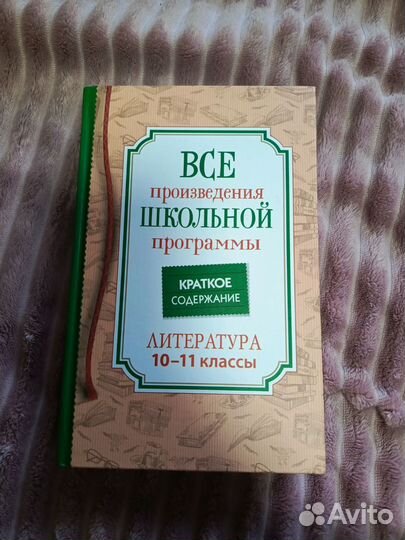 ВСЕ
произведения
ШКОЛЬНОЙ
программы
КРАТКОЕ
СОДЕРЖАНИЕ
ЛИТЕРАТУРА
10–11 классы
Avito